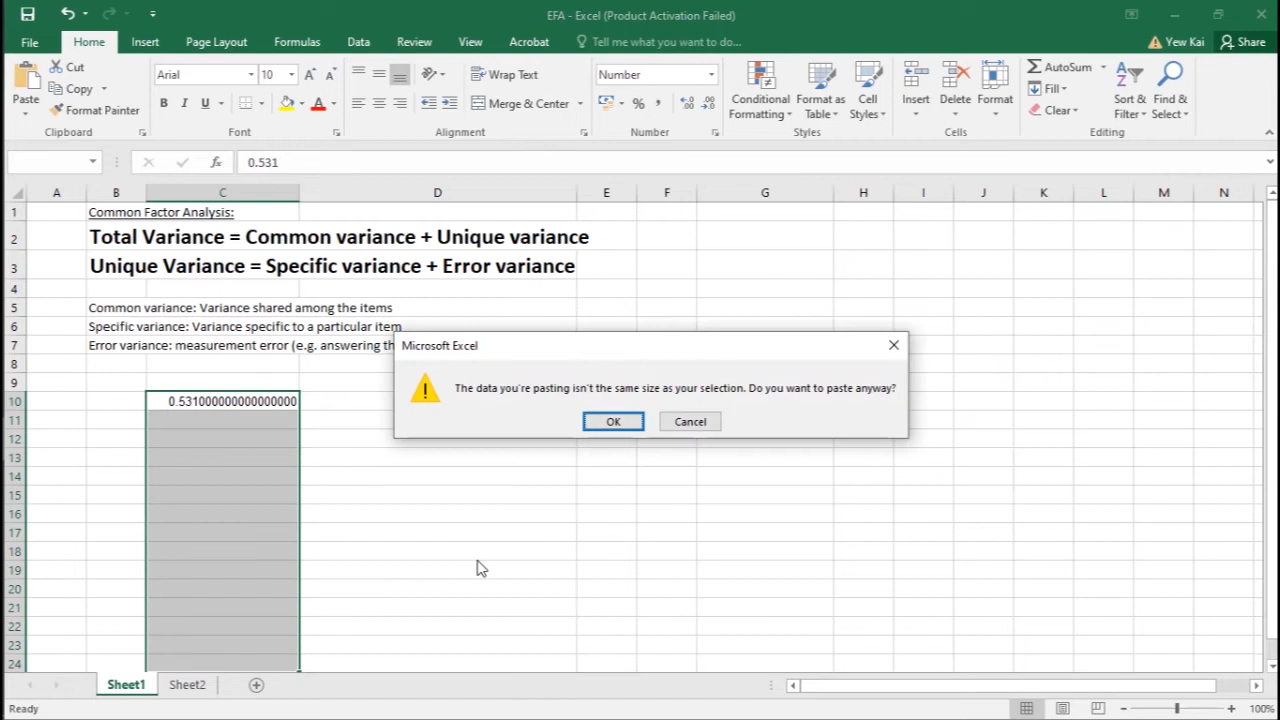 EFA - Excel (Product Activation Failed)
File Home Insert Page Layout Formulas Data Review View Acrobat Tell me what you want to do... Yew Kai Share
Paste Cut Copy Format Painter
Arial 10 B I U
Wrap Text Merge & Center
Number % ,
Conditional Formatting Format as Table Cell Styles
Insert Delete Format
AutoSum Fill Clear Sort & Filter Find & Select
Clipboard Font Alignment Number Styles Cells Editing
fx 0.531
A B C D E F G H I J K L M N
1 Common Factor Analysis:
2 Total Variance = Common variance + Unique variance
3 Unique Variance = Specific variance + Error variance
4
5 Common variance: Variance shared among the items
6 Specific variance: Variance specific to a particular item
7 Error variance: measurement error (e.g. answering th
8
9
10 0.531000000000000000
11
12
13
14
15
16
17
18
19
20
21
22
23
24
Microsoft Excel
The data you're pasting isn't the same size as your selection. Do you want to paste anyway?
OK Cancel
Sheet1 Sheet2
Ready 100%